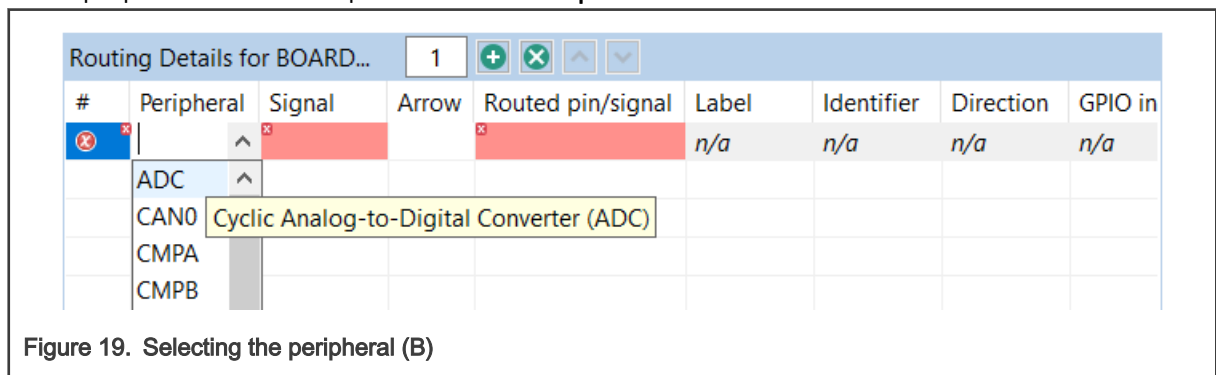 Routing Details for BOARD... 1
# Peripheral Signal Arrow Routed pin/signal Label Identifier Direction GPIO in
n/a n/a n/a n/a
ADC
CAN0 Cyclic Analog-to-Digital Converter (ADC)
CMPA
CMPB
Figure 19. Selecting the peripheral (B)